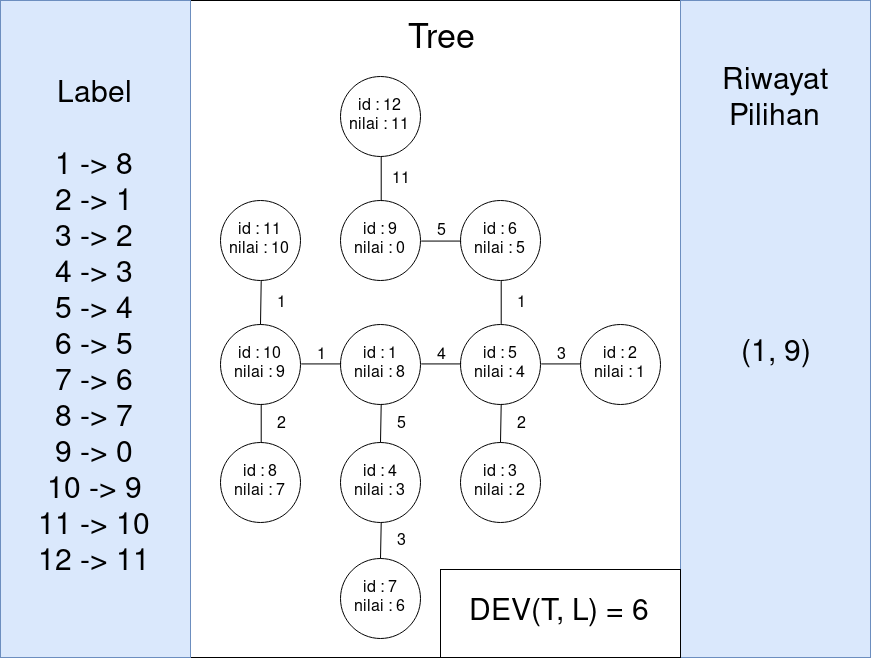 Label
1 -> 8
2 -> 1
3 -> 2
4 -> 3
5 -> 4
6 -> 5
7 -> 6
8 -> 7
9 -> 0
10 -> 9
11 -> 10
12 -> 11
Tree
id : 12
nilai : 11
11
id : 11
nilai : 10
id : 9
nilai : 0
5
id : 6
nilai : 5
1
1
id : 10
nilai : 9
1
id : 1
nilai : 8
4
id : 5
nilai : 4
3
id : 2
nilai : 1
2
5
2
id : 8
nilai : 7
id : 4
nilai : 3
id : 3
nilai : 2
3
id : 7
nilai : 6
DEV(T, L) = 6
Riwayat
Pilihan
(1, 9)